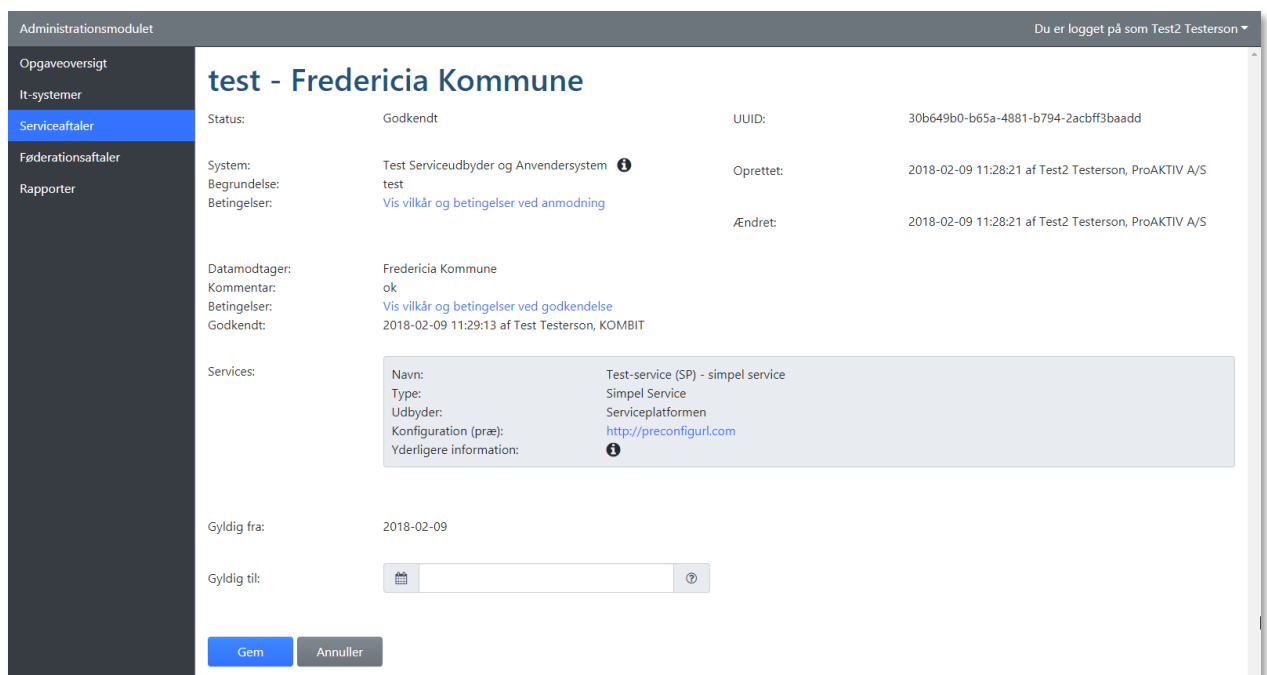 Administrationsmodulet
Du er logget på som Test2 Testerson
Opgaveoversigt
It-systemer
Serviceaftaler
Føderationsaftaler
Rapporter
test - Fredericia Kommune
Status: Godkendt
UUID: 30b649b0-b65a-4881-b794-2acbff3baadd
System: Test Serviceudbyder og Anvendersystem
Begrundelse: test
Betingelser: Vis vilkår og betingelser ved anmodning
Oprettet: 2018-02-09 11:28:21 af Test2 Testerson, ProAKTIV A/S
Ændret: 2018-02-09 11:28:21 af Test2 Testerson, ProAKTIV A/S
Datamodtager: Fredericia Kommune
Kommentar: ok
Betingelser: Vis vilkår og betingelser ved godkendelse
Godkendt: 2018-02-09 11:29:13 af Test Testerson, KOMBIT
Services:
Navn: Test-service (SP) - simpel service
Type: Simpel Service
Udbyder: Serviceplatformen
Konfiguration (præ): http://preconfigurl.com
Yderligere information:
Gyldig fra: 2018-02-09
Gyldig til:
Gem
Annuller